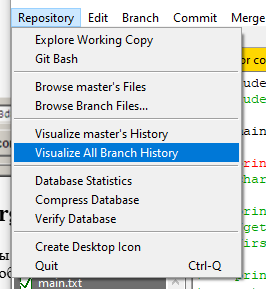 Repository Edit Branch Commit Merge
Explore Working Copy
Git Bash
Browse master's Files
Browse Branch Files...
Visualize master's History
Visualize All Branch History
Database Statistics
Compress Database
Verify Database
Create Desktop Icon
Quit Ctrl-Q
main.txt